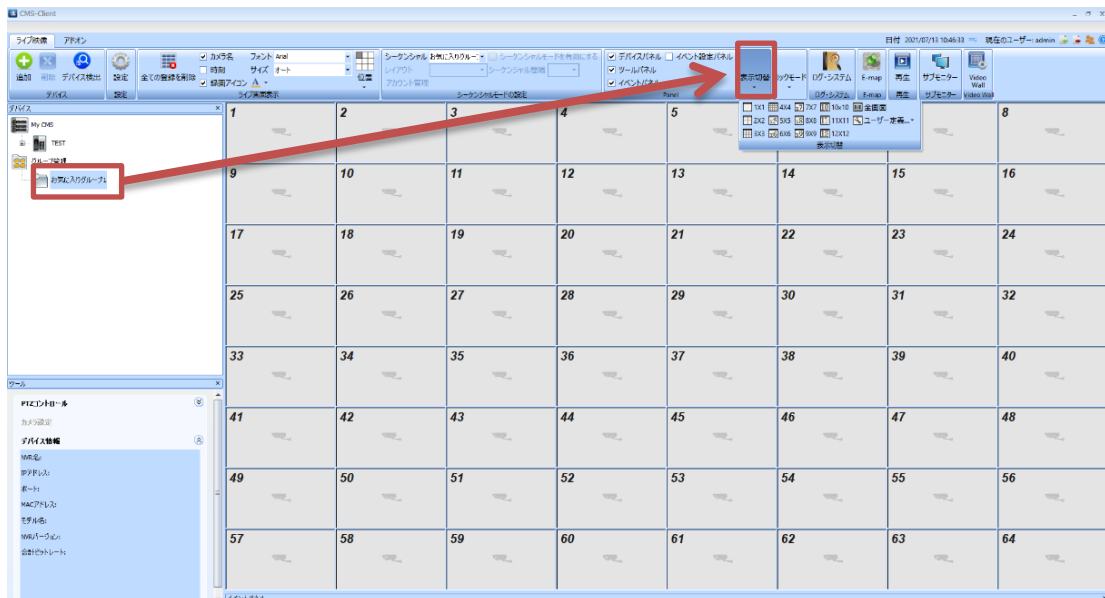 CMS-Client
ライブ映像 アドオン
日付 2021/07/13 10:46:33 現在のユーザー: admin
追加 削除 デバイス検出 設定 全ての登録を削除
カメラ名 フォント Arial
時刻 サイズ オート
録画アイコン A
位置
シーケンシャル お気に入りグルー シーケンシャルモードを有効にする
レイアウト シーケンシャル間隔
アカウント管理
デバイスパネル イベント設定パネル
ツールパネル
イベントパネル
表示切替 ックモード ログ・システム E-map 再生 サブモニター Video Wall
デバイス 設定 ライブ画面表示 シーケンシャルモードの設定 Panel ログ・システム E-map 再生 サブモニター Video Wall
1X1 4X4 7X7 10x10 全画面
2X2 5X5 8X8 11X11 ユーザー定義...
3X3 6X6 9X9 12X12
表示切替
デバイス
My CMS
TEST
グループ管理
お気に入りグループ1
ツール
PTZコントロール
カメラ設定
デバイス情報
NVR名:
IPアドレス:
ポート:
MACアドレス:
モデル名:
NVRバージョン:
合計ビットレート:
1 2 3 4 5 8
9 10 11 12 13 14 15 16
17 18 19 20 21 22 23 24
25 26 27 28 29 30 31 32
33 34 35 36 37 38 39 40
41 42 43 44 45 46 47 48
49 50 51 52 53 54 55 56
57 58 59 60 61 62 63 64